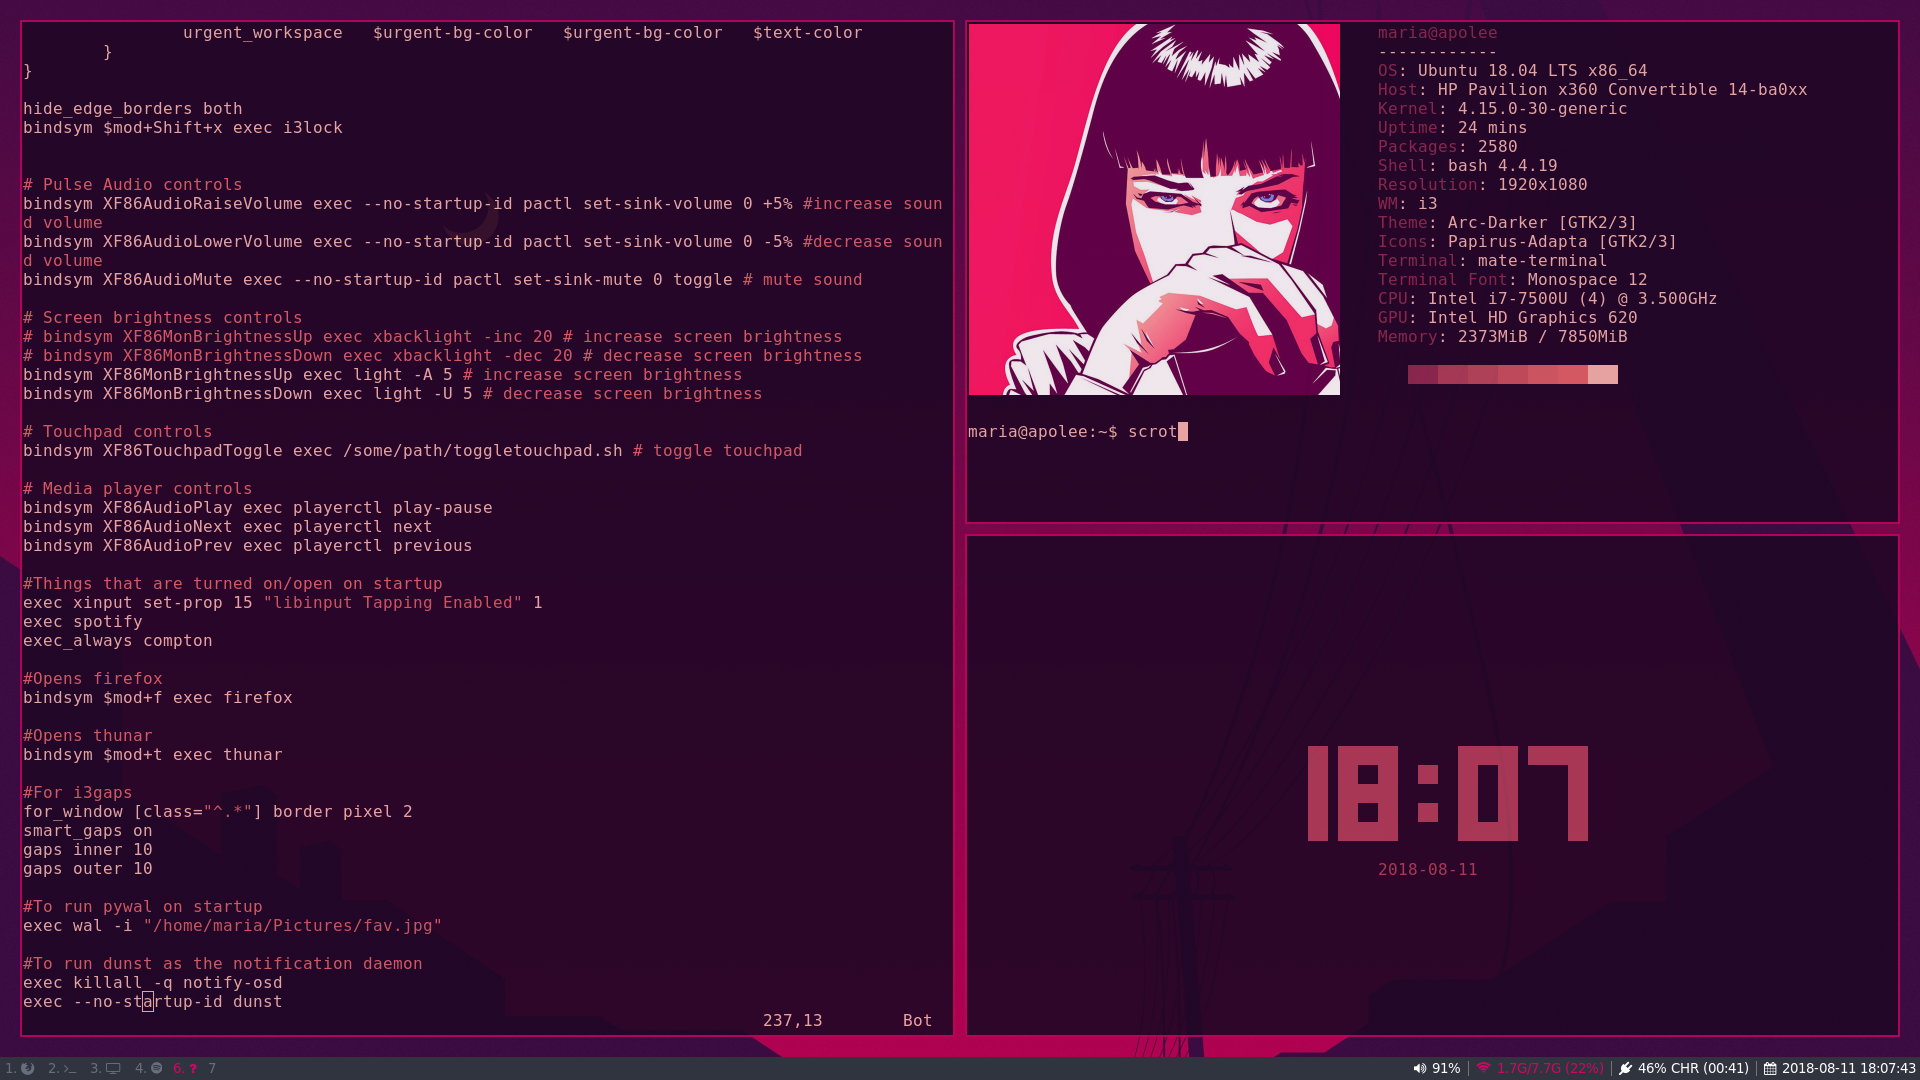 urgent_workspace   $urgent-bg-color   $urgent-bg-color   $text-color
}
}
hide_edge_borders both
bindsym $mod+Shift+x exec i3lock
# Pulse Audio controls
bindsym XF86AudioRaiseVolume exec --no-startup-id pactl set-sink-volume 0 +5% #increase soun
d volume
bindsym XF86AudioLowerVolume exec --no-startup-id pactl set-sink-volume 0 -5% #decrease soun
d volume
bindsym XF86AudioMute exec --no-startup-id pactl set-sink-mute 0 toggle # mute sound
# Screen brightness controls
# bindsym XF86MonBrightnessUp exec xbacklight -inc 20 # increase screen brightness
# bindsym XF86MonBrightnessDown exec xbacklight -dec 20 # decrease screen brightness
bindsym XF86MonBrightnessUp exec light -A 5 # increase screen brightness
bindsym XF86MonBrightnessDown exec light -U 5 # decrease screen brightness
# Touchpad controls
bindsym XF86TouchpadToggle exec /some/path/toggletouchpad.sh # toggle touchpad
# Media player controls
bindsym XF86AudioPlay exec playerctl play-pause
bindsym XF86AudioNext exec playerctl next
bindsym XF86AudioPrev exec playerctl previous
#Things that are turned on/open on startup
exec xinput set-prop 15 "libinput Tapping Enabled" 1
exec spotify
exec_always compton
#Opens firefox
bindsym $mod+f exec firefox
#Opens thunar
bindsym $mod+t exec thunar
#For i3gaps
for_window [class="^.*"] border pixel 2
smart_gaps on
gaps inner 10
gaps outer 10
#To run pywal on startup
exec wal -i "/home/maria/Pictures/fav.jpg"
#To run dunst as the notification daemon
exec killall -q notify-osd
exec --no-startup-id dunst
237,13        Bot
maria@apolee
------------
OS: Ubuntu 18.04 LTS x86_64
Host: HP Pavilion x360 Convertible 14-ba0xx
Kernel: 4.15.0-30-generic
Uptime: 24 mins
Packages: 2580
Shell: bash 4.4.19
Resolution: 1920x1080
WM: i3
Theme: Arc-Darker [GTK2/3]
Icons: Papirus-Adapta [GTK2/3]
Terminal: mate-terminal
Terminal Font: Monospace 12
CPU: Intel i7-7500U (4) @ 3.500GHz
GPU: Intel HD Graphics 620
Memory: 2373MiB / 7850MiB
maria@apolee:~$ scrot
18:07
2018-08-11
1. 2. >_ 3. 4. 6. ? 7 91% | 1.7G/7.7G (22%) | 46% CHR (00:41) | 2018-08-11 18:07:43